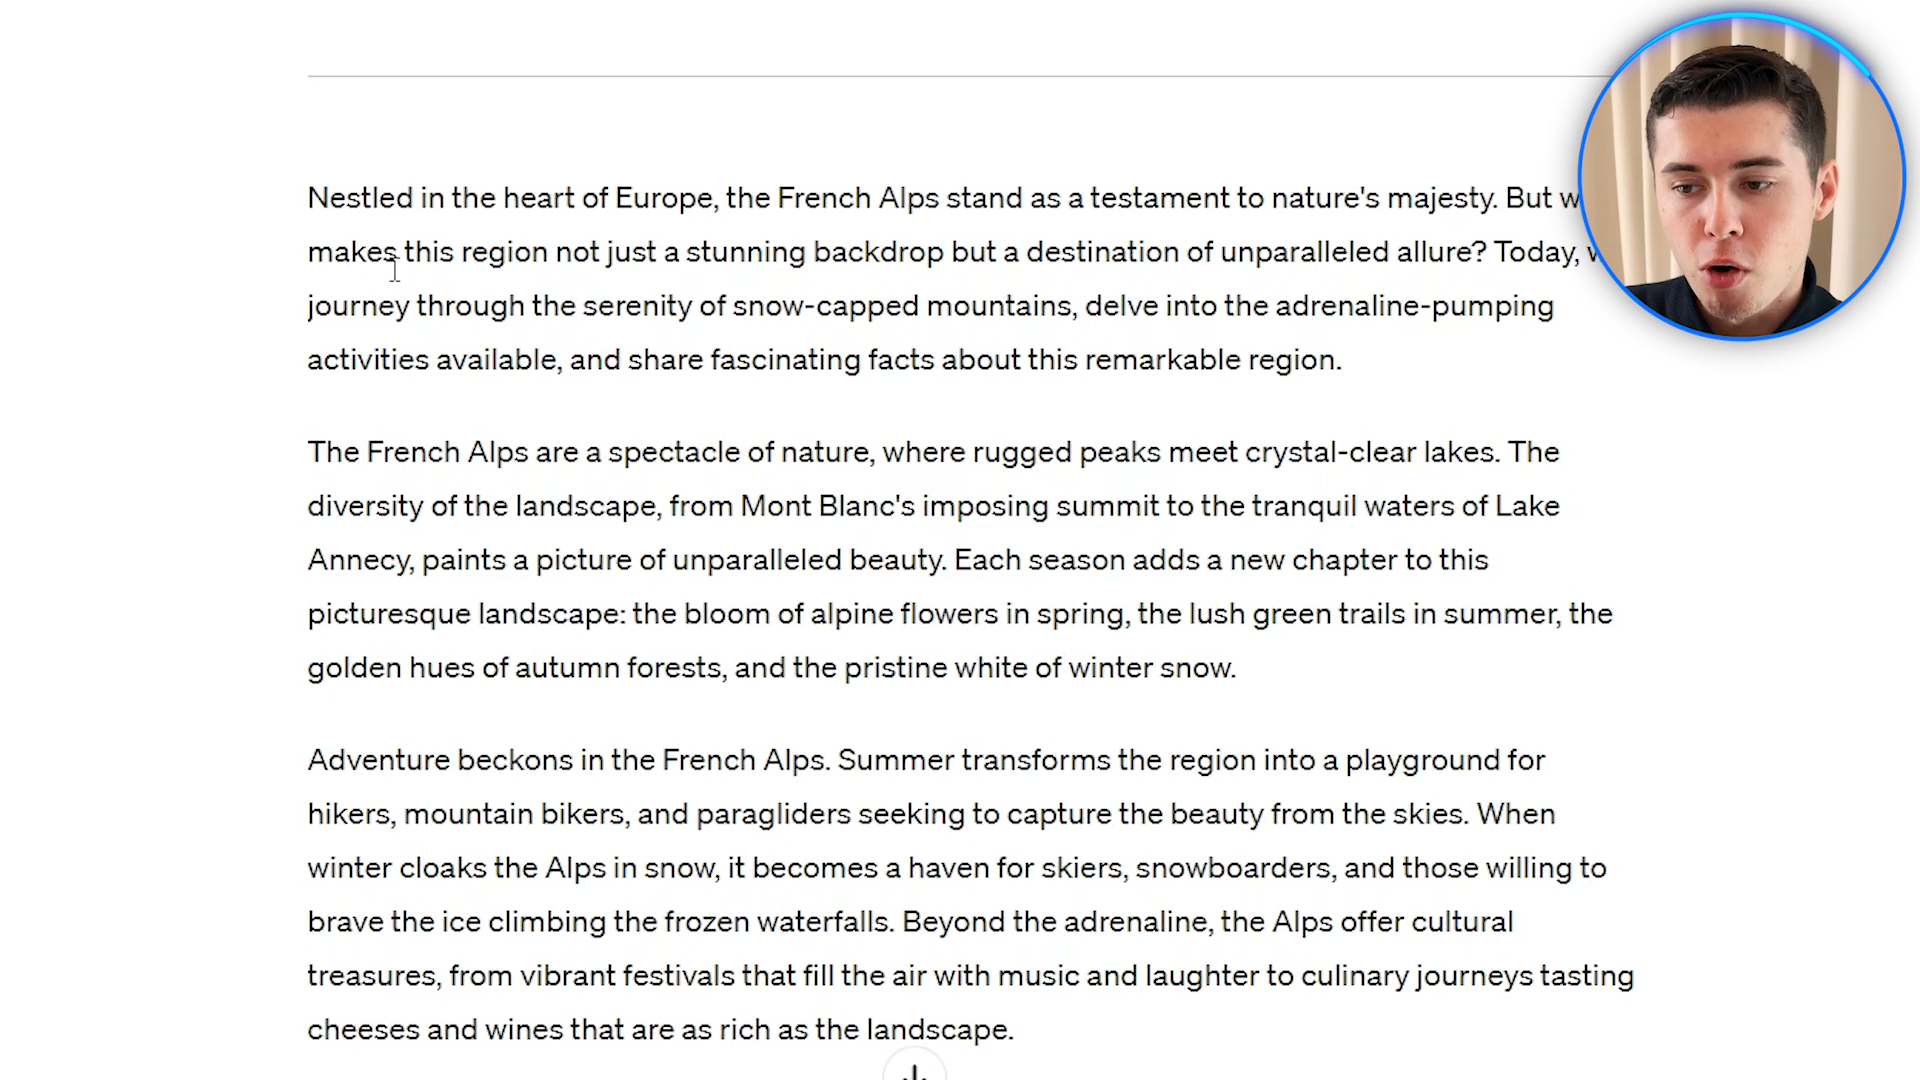 Nestled in the heart of Europe, the French Alps stand as a testament to nature's majesty. But
makes this region not just a stunning backdrop but a destination of unparalleled allure? Today,
journey through the serenity of snow-capped mountains, delve into the adrenaline-pumping
activities available, and share fascinating facts about this remarkable region.
The French Alps are a spectacle of nature, where rugged peaks meet crystal-clear lakes. The
diversity of the landscape, from Mont Blanc's imposing summit to the tranquil waters of Lake
Annecy, paints a picture of unparalleled beauty. Each season adds a new chapter to this
picturesque landscape: the bloom of alpine flowers in spring, the lush green trails in summer, the
golden hues of autumn forests, and the pristine white of winter snow.
Adventure beckons in the French Alps. Summer transforms the region into a playground for
hikers, mountain bikers, and paragliders seeking to capture the beauty from the skies. When
winter cloaks the Alps in snow, it becomes a haven for skiers, snowboarders, and those willing to
brave the ice climbing the frozen waterfalls. Beyond the adrenaline, the Alps offer cultural
treasures, from vibrant festivals that fill the air with music and laughter to culinary journeys tasting
cheeses and wines that are as rich as the landscape.